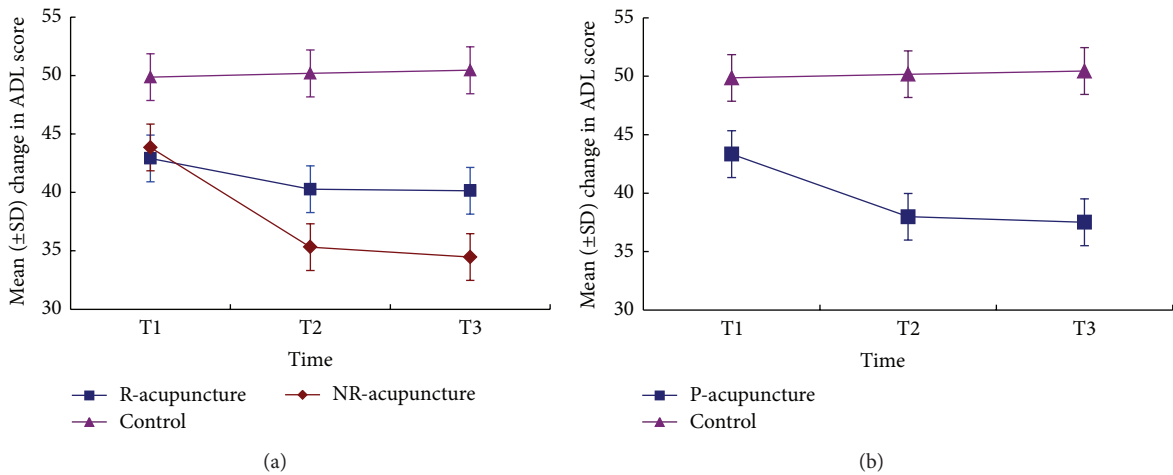 Mean (±SD) change in ADL score
55
50
45
40
35
30
T1 T2 T3
Time
R-acupuncture NR-acupuncture
Control
(a)
Mean (±SD) change in ADL score
55
50
45
40
35
30
T1 T2 T3
Time
P-acupuncture
Control
(b)